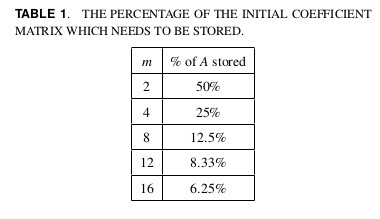 TABLE 1. THE PERCENTAGE OF THE INITIAL COEFFICIENT
MATRIX WHICH NEEDS TO BE STORED.
m % of A stored
2 50%
4 25%
8 12.5%
12 8.33%
16 6.25%